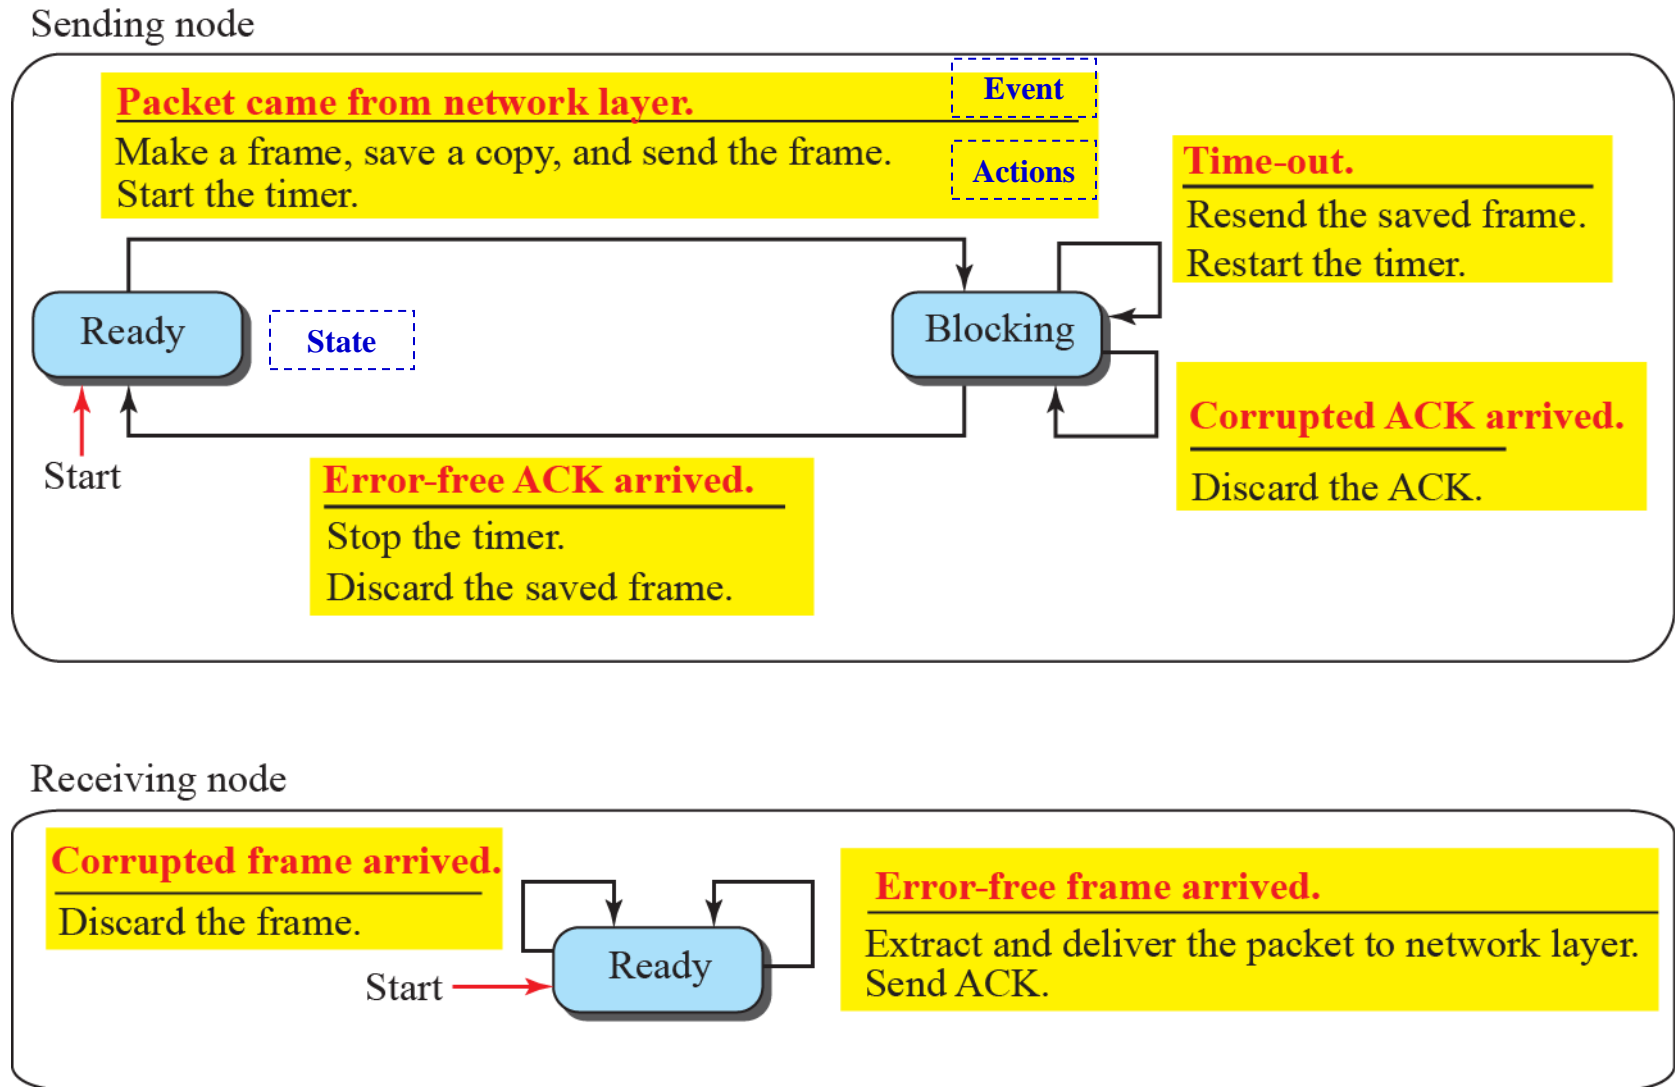 Sending node
Packet came from network layer.
Event
Make a frame, save a copy, and send the frame.
Start the timer.
Actions
Time-out.
Resend the saved frame.
Restart the timer.
Ready
State
Blocking
Start
Corrupted ACK arrived.
Discard the ACK.
Error-free ACK arrived.
Stop the timer.
Discard the saved frame.
Receiving node
Corrupted frame arrived.
Discard the frame.
Start
Ready
Error-free frame arrived.
Extract and deliver the packet to network layer.
Send ACK.